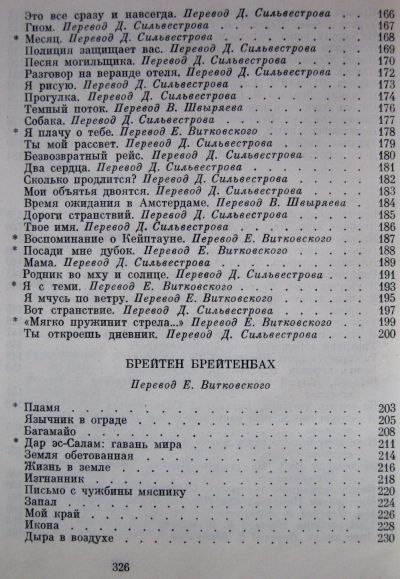 Это все сразу и навсегда. Перевод Д. Сильвестрова . . 166
Гном. Перевод Д. Сильвестрова . . . . . . . 167
* Месяц. Перевод Д. Сильвестрова . . . . . . . 168
Полиция защищает вас. Перевод Д. Сильвестрова . . 169
Песня могильщика. Перевод Д. Сильвестрова . . . . 170
Разговор на веранде отеля. Перевод Д. Сильвестрова . 172
Я рисую. Перевод Д. Сильвестрова . . . . . . 173
Прогулка. Перевод Д. Сильвестрова . . . . . . 174
Темный поток. Перевод В. Швыряева . . . . . . 176
Собака. Перевод Д. Сильвестрова . . . . . . . 177
* Я плачу о тебе. Перевод Е. Витковского . . . . . 178
Ты мой рассвет. Перевод Д. Сильвестрова . . . . 179
Безвозвратный рейс. Перевод Д. Сильвестрова . . . 180
Два сердца. Перевод Д. Сильвестрова . . . . . . 181
Сколько продлится? Перевод Д. Сильвестрова . . . 182
Мои объятья двоятся. Перевод Д. Сильвестрова . . . 183
Время ожидания в Амстердаме. Перевод В. Швыряева . 184
Дороги странствий. Перевод Д. Сильвестрова . . . . 185
Твое имя. Перевод Д. Сильвестрова . . . . . . 186
* Воспоминание о Кейптауне. Перевод Е. Витковского . . 187
* Посади мне дубок. Перевод Е. Витковского . . . . 188
Мама. Перевод Д. Сильвестрова . . . . . . . 189
Родник во мху и солнце. Перевод Д. Сильвестрова . . 191
* Я с теми. Перевод Е. Витковского . . . . . . . 193
Я мчусь по ветру. Перевод Д. Сильвестрова . . . . 195
Вот странствие. Перевод Д. Сильвестрова . . . . . 197
* «Мягко пружинит стрела...» Перевод Е. Витковского . . 199
Ты откроешь дневник. Перевод Д. Сильвестрова . . . 200
БРЕЙТЕН БРЕЙТЕНБАХ
Перевод Е. Витковского
* Пламя . . . . . . . . . . . . . . . 203
Язычник в ограде . . . . . . . . . . . . 205
Багамайо . . . . . . . . . . . . . . 208
* Дар эс-Салам: гавань мира . . . . . . . . . 211
Земля обетованная . . . . . . . . . . . . 214
Жизнь в земле . . . . . . . . . . . . . 216
Изгнанник . . . . . . . . . . . . . . 218
Письмо с чужбины мяснику . . . . . . . . . 220
Запал . . . . . . . . . . . . . . . 224
Мой край . . . . . . . . . . . . . . 226
Икона . . . . . . . . . . . . . . . 228
Дыра в воздухе . . . . . . . . . . . . . 230
326